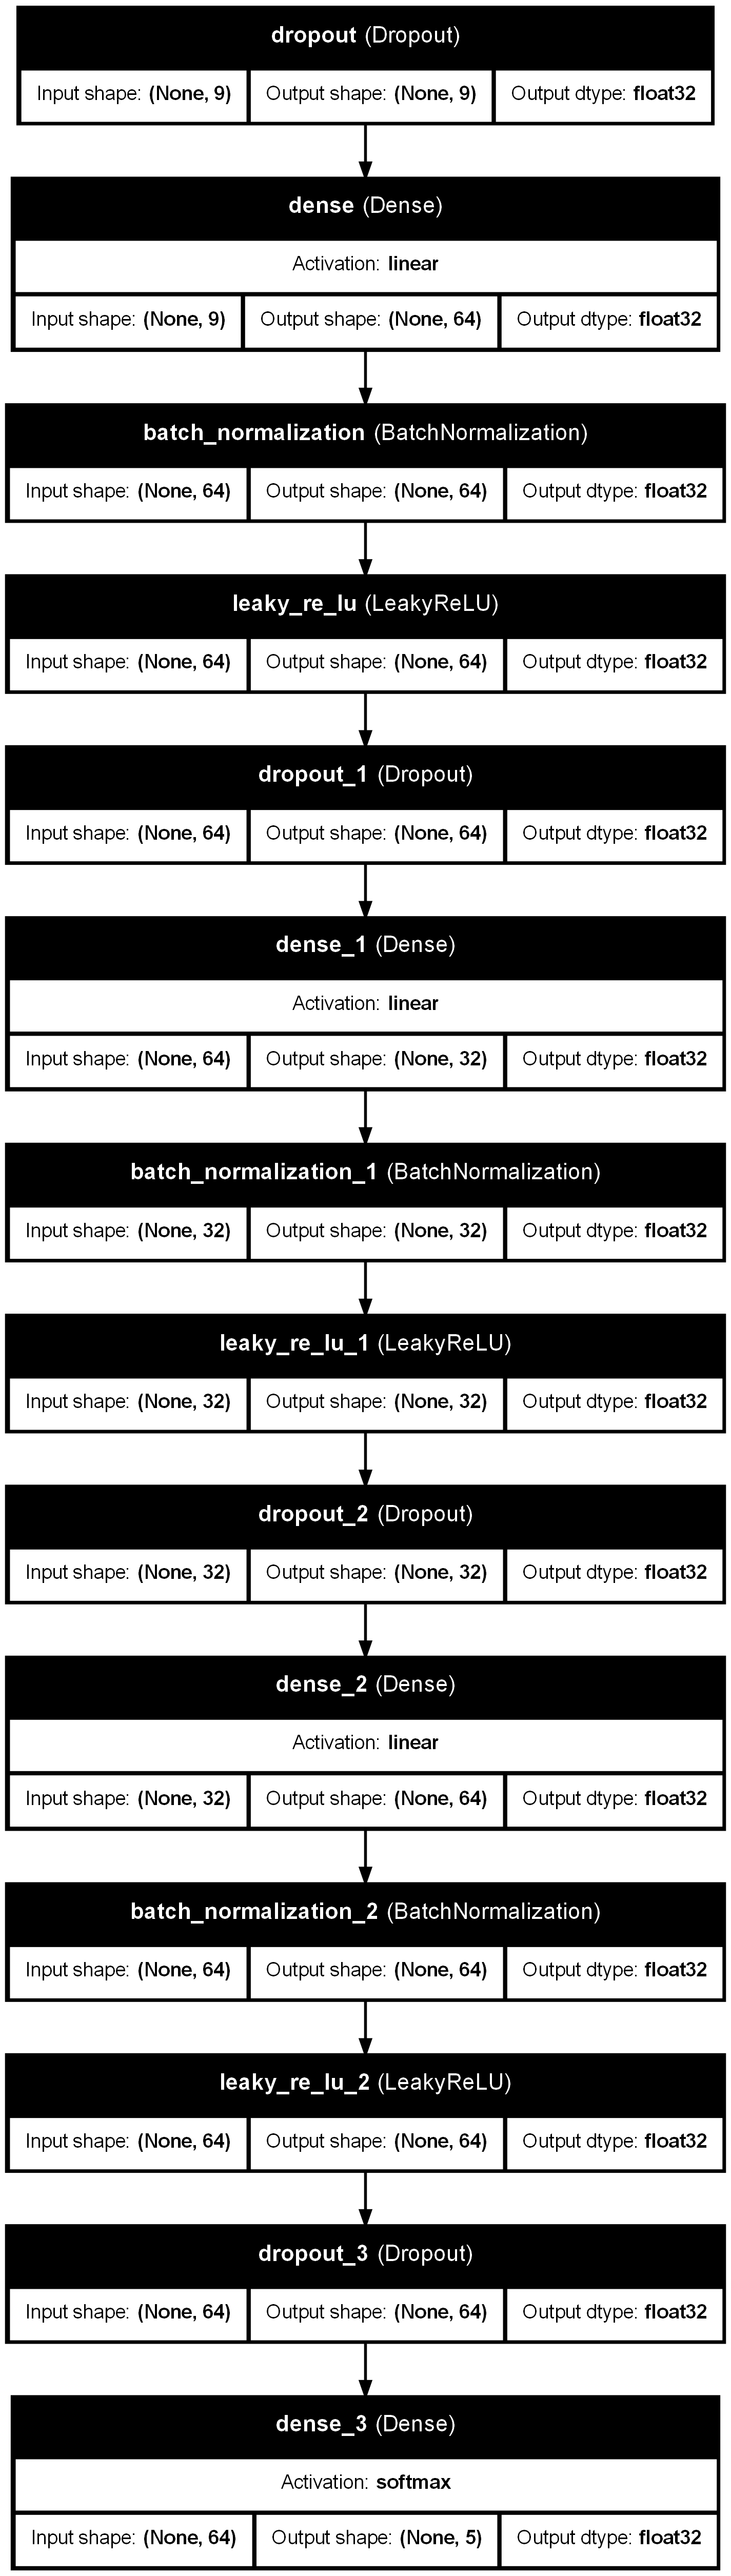 dropout (Dropout)
Input shape: (None, 9) Output shape: (None, 9) Output dtype: float32
dense (Dense)
Activation: linear
Input shape: (None, 9) Output shape: (None, 64) Output dtype: float32
batch_normalization (BatchNormalization)
Input shape: (None, 64) Output shape: (None, 64) Output dtype: float32
leaky_re_lu (LeakyReLU)
Input shape: (None, 64) Output shape: (None, 64) Output dtype: float32
dropout_1 (Dropout)
Input shape: (None, 64) Output shape: (None, 64) Output dtype: float32
dense_1 (Dense)
Activation: linear
Input shape: (None, 64) Output shape: (None, 32) Output dtype: float32
batch_normalization_1 (BatchNormalization)
Input shape: (None, 32) Output shape: (None, 32) Output dtype: float32
leaky_re_lu_1 (LeakyReLU)
Input shape: (None, 32) Output shape: (None, 32) Output dtype: float32
dropout_2 (Dropout)
Input shape: (None, 32) Output shape: (None, 32) Output dtype: float32
dense_2 (Dense)
Activation: linear
Input shape: (None, 32) Output shape: (None, 64) Output dtype: float32
batch_normalization_2 (BatchNormalization)
Input shape: (None, 64) Output shape: (None, 64) Output dtype: float32
leaky_re_lu_2 (LeakyReLU)
Input shape: (None, 64) Output shape: (None, 64) Output dtype: float32
dropout_3 (Dropout)
Input shape: (None, 64) Output shape: (None, 64) Output dtype: float32
dense_3 (Dense)
Activation: softmax
Input shape: (None, 64) Output shape: (None, 5) Output dtype: float32